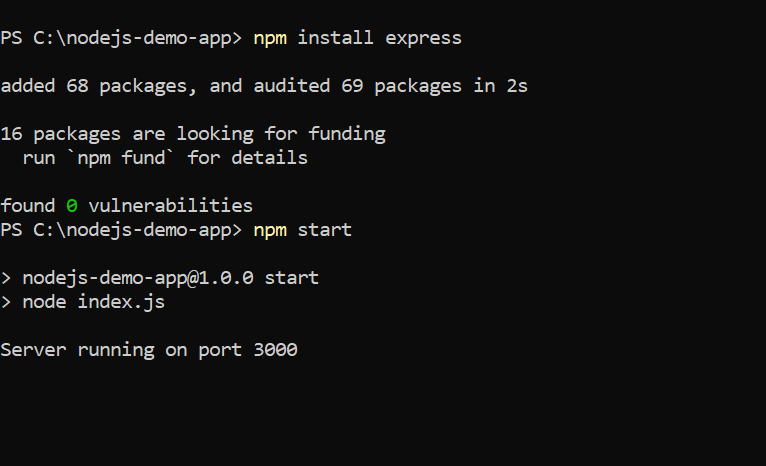 PS C:\nodejs-demo-app> npm install express
added 68 packages, and audited 69 packages in 2s
16 packages are looking for funding
  run `npm fund` for details
found 0 vulnerabilities
PS C:\nodejs-demo-app> npm start
> nodejs-demo-app@1.0.0 start
> node index.js
Server running on port 3000